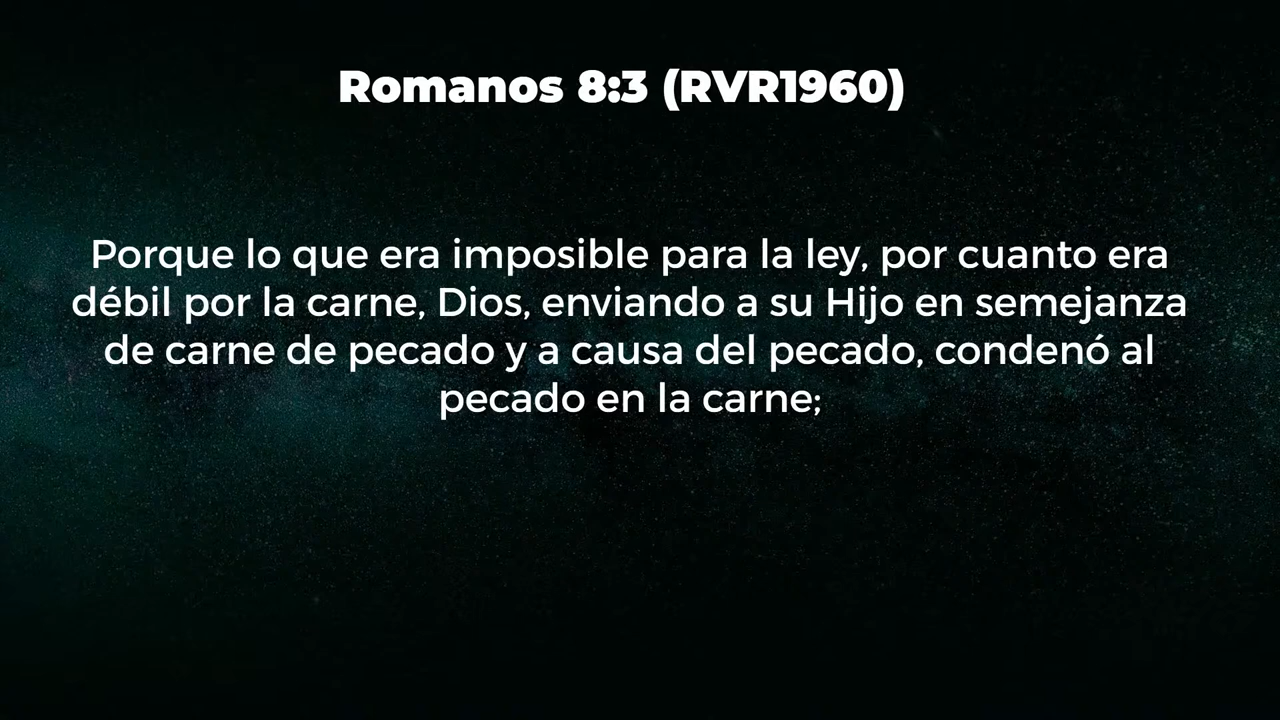 Romanos 8:3 (RVR1960)
Porque lo que era imposible para la ley, por cuanto era
débil por la carne, Dios, enviando a su Hijo en semejanza
de carne de pecado y a causa del pecado, condenó al
pecado en la carne;